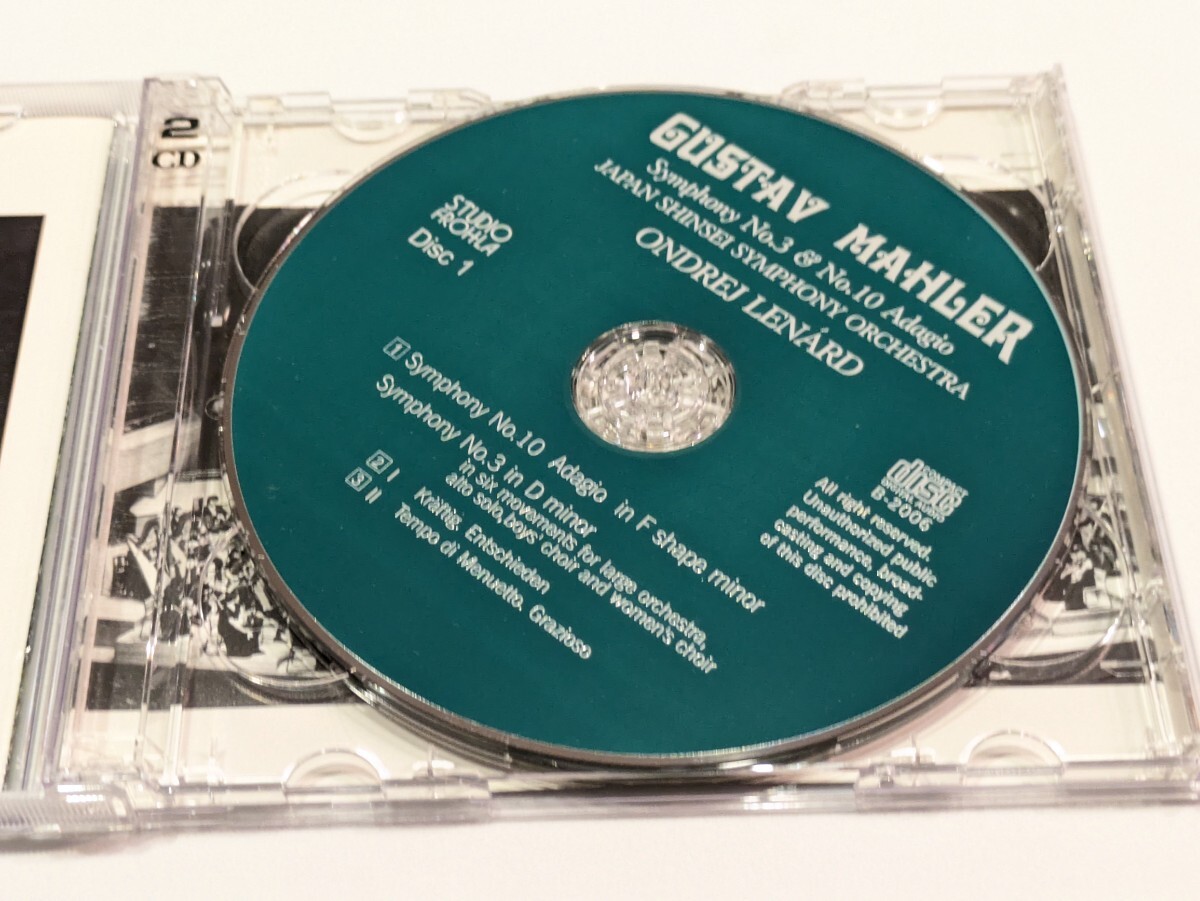 2
CD
GUSTAV MAHLER
Symphony No.3 & No.10 Adagio
JAPAN SHINSEI SYMPHONY ORCHESTRA
ONDREJ LENÁRD
STUDIO
FROHLA
Disc 1
1 Symphony No.10 Adagio in F shape, minor
Symphony No.3 in D minor
in six movements for large orchestra,
alto solo,boys' choir and women's choir
2 I Kräftig, Entschieden
3 II Tempo di Menuetto, Grazioso
COMPACT
disc
DIGITAL AUDIO
B-2006
All right reserved.
Unauthorized public
performance, broad-
casting and copying
of this disc prohibited